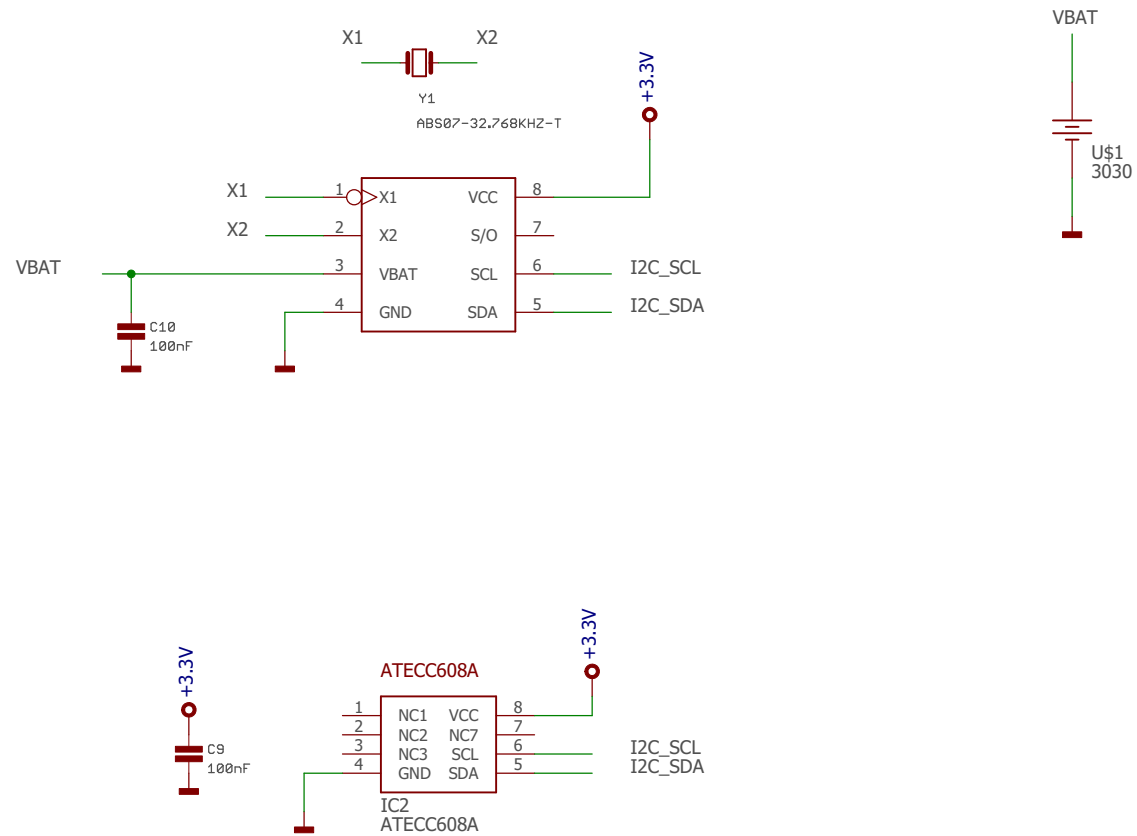 VBAT
X1 X2
+3.3V
Y1
ABS07-32.768KHZ-T
U$1
3030
X1 1 X1 VCC 8
X2 2 X2 S/O 7
VBAT 3 VBAT SCL 6 I2C_SCL
4 GND SDA 5 I2C_SDA
C10
100nF
+3.3V
+3.3V
ATECC608A
1 NC1 VCC 8
2 NC2 NC7 7
3 NC3 SCL 6 I2C_SCL
4 GND SDA 5 I2C_SDA
C9
100nF
IC2
ATECC608A